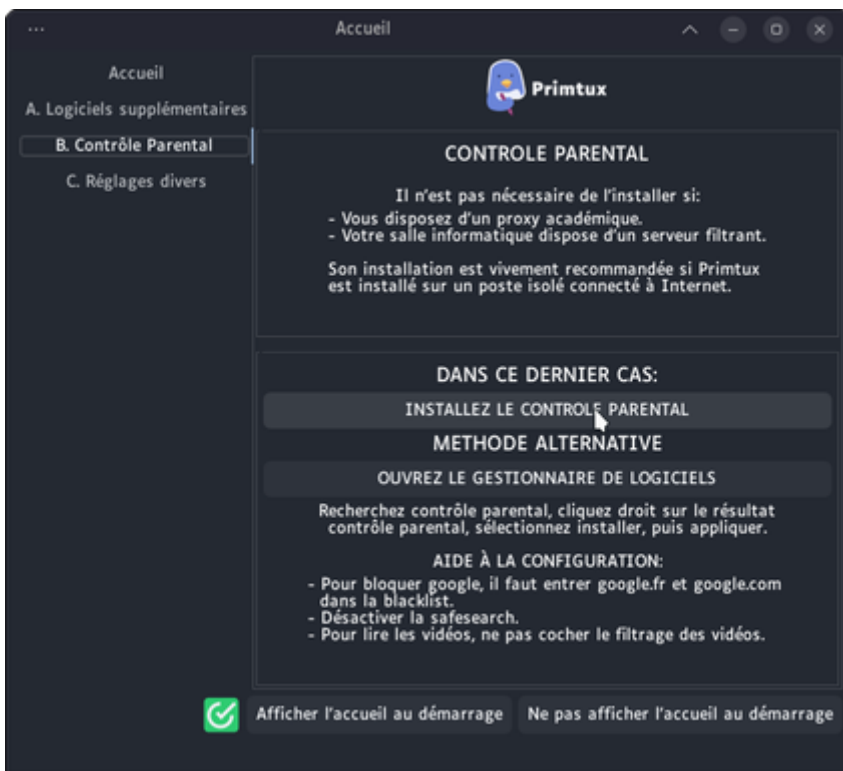 Accueil
Accueil
A. Logiciels supplémentaires
B. Contrôle Parental
C. Réglages divers
Primtux
CONTROLE PARENTAL
Il n'est pas nécessaire de l'installer si:
- Vous disposez d'un proxy académique.
- Votre salle informatique dispose d'un serveur filtrant.
Son installation est vivement recommandée si Primtux
est installé sur un poste isolé connecté à Internet.
DANS CE DERNIER CAS:
INSTALLEZ LE CONTROLE PARENTAL
METHODE ALTERNATIVE
OUVREZ LE GESTIONNAIRE DE LOGICIELS
Recherchez contrôle parental, cliquez droit sur le résultat
contrôle parental, sélectionnez installer, puis appliquer.
AIDE À LA CONFIGURATION:
- Pour bloquer google, il faut entrer google.fr et google.com
dans la blacklist.
- Désactiver la safesearch.
- Pour lire les vidéos, ne pas cocher le filtrage des vidéos.
Afficher l'accueil au démarrage
Ne pas afficher l'accueil au démarrage